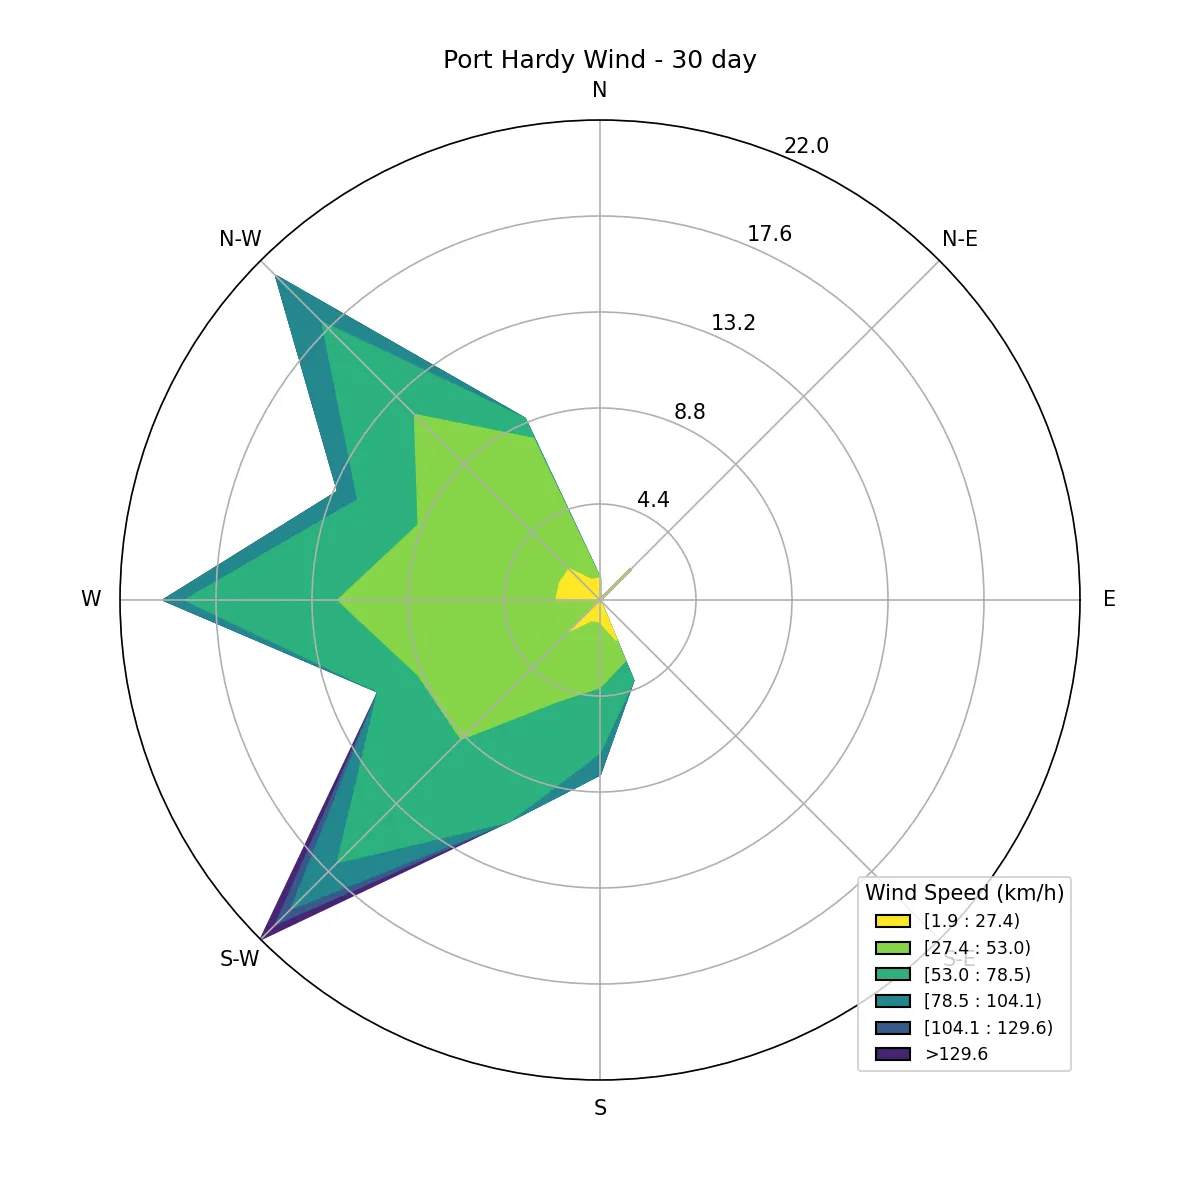 Port Hardy Wind - 30 day
N
22.0
17.6
N-W
N-E
13.2
8.8
4.4
W
E
Wind Speed (km/h)
[1.9 : 27.4)
[27.4 : 53.0)
S-W
S-E
[53.0 : 78.5)
[78.5 : 104.1)
[104.1 : 129.6)
>129.6
S